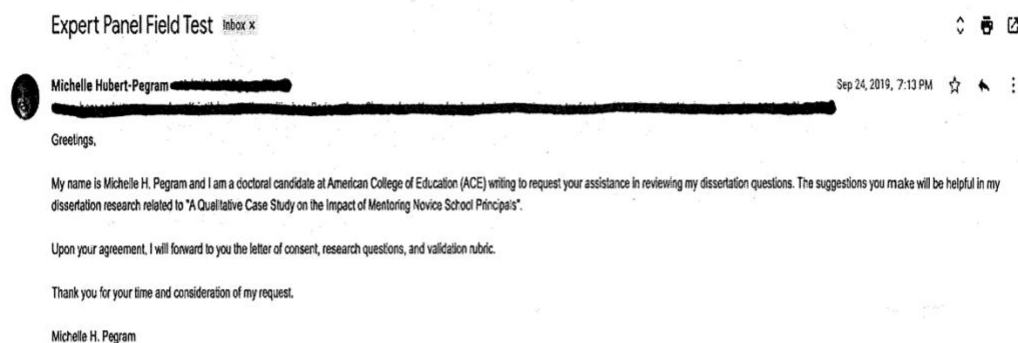 Expert Panel Field Test Inbox x
Michelle Hubert-Pegram
Sep 24, 2019, 7:13 PM
Greetings,
My name is Michelle H. Pegram and I am a doctoral candidate at American College of Education (ACE) writing to request your assistance in reviewing my dissertation questions. The suggestions you make will be helpful in my
dissertation research related to "A Qualitative Case Study on the Impact of Mentoring Novice School Principals".
Upon your agreement, I will forward to you the letter of consent, research questions, and validation rubric.
Thank you for your time and consideration of my request.
Michelle H. Pegram